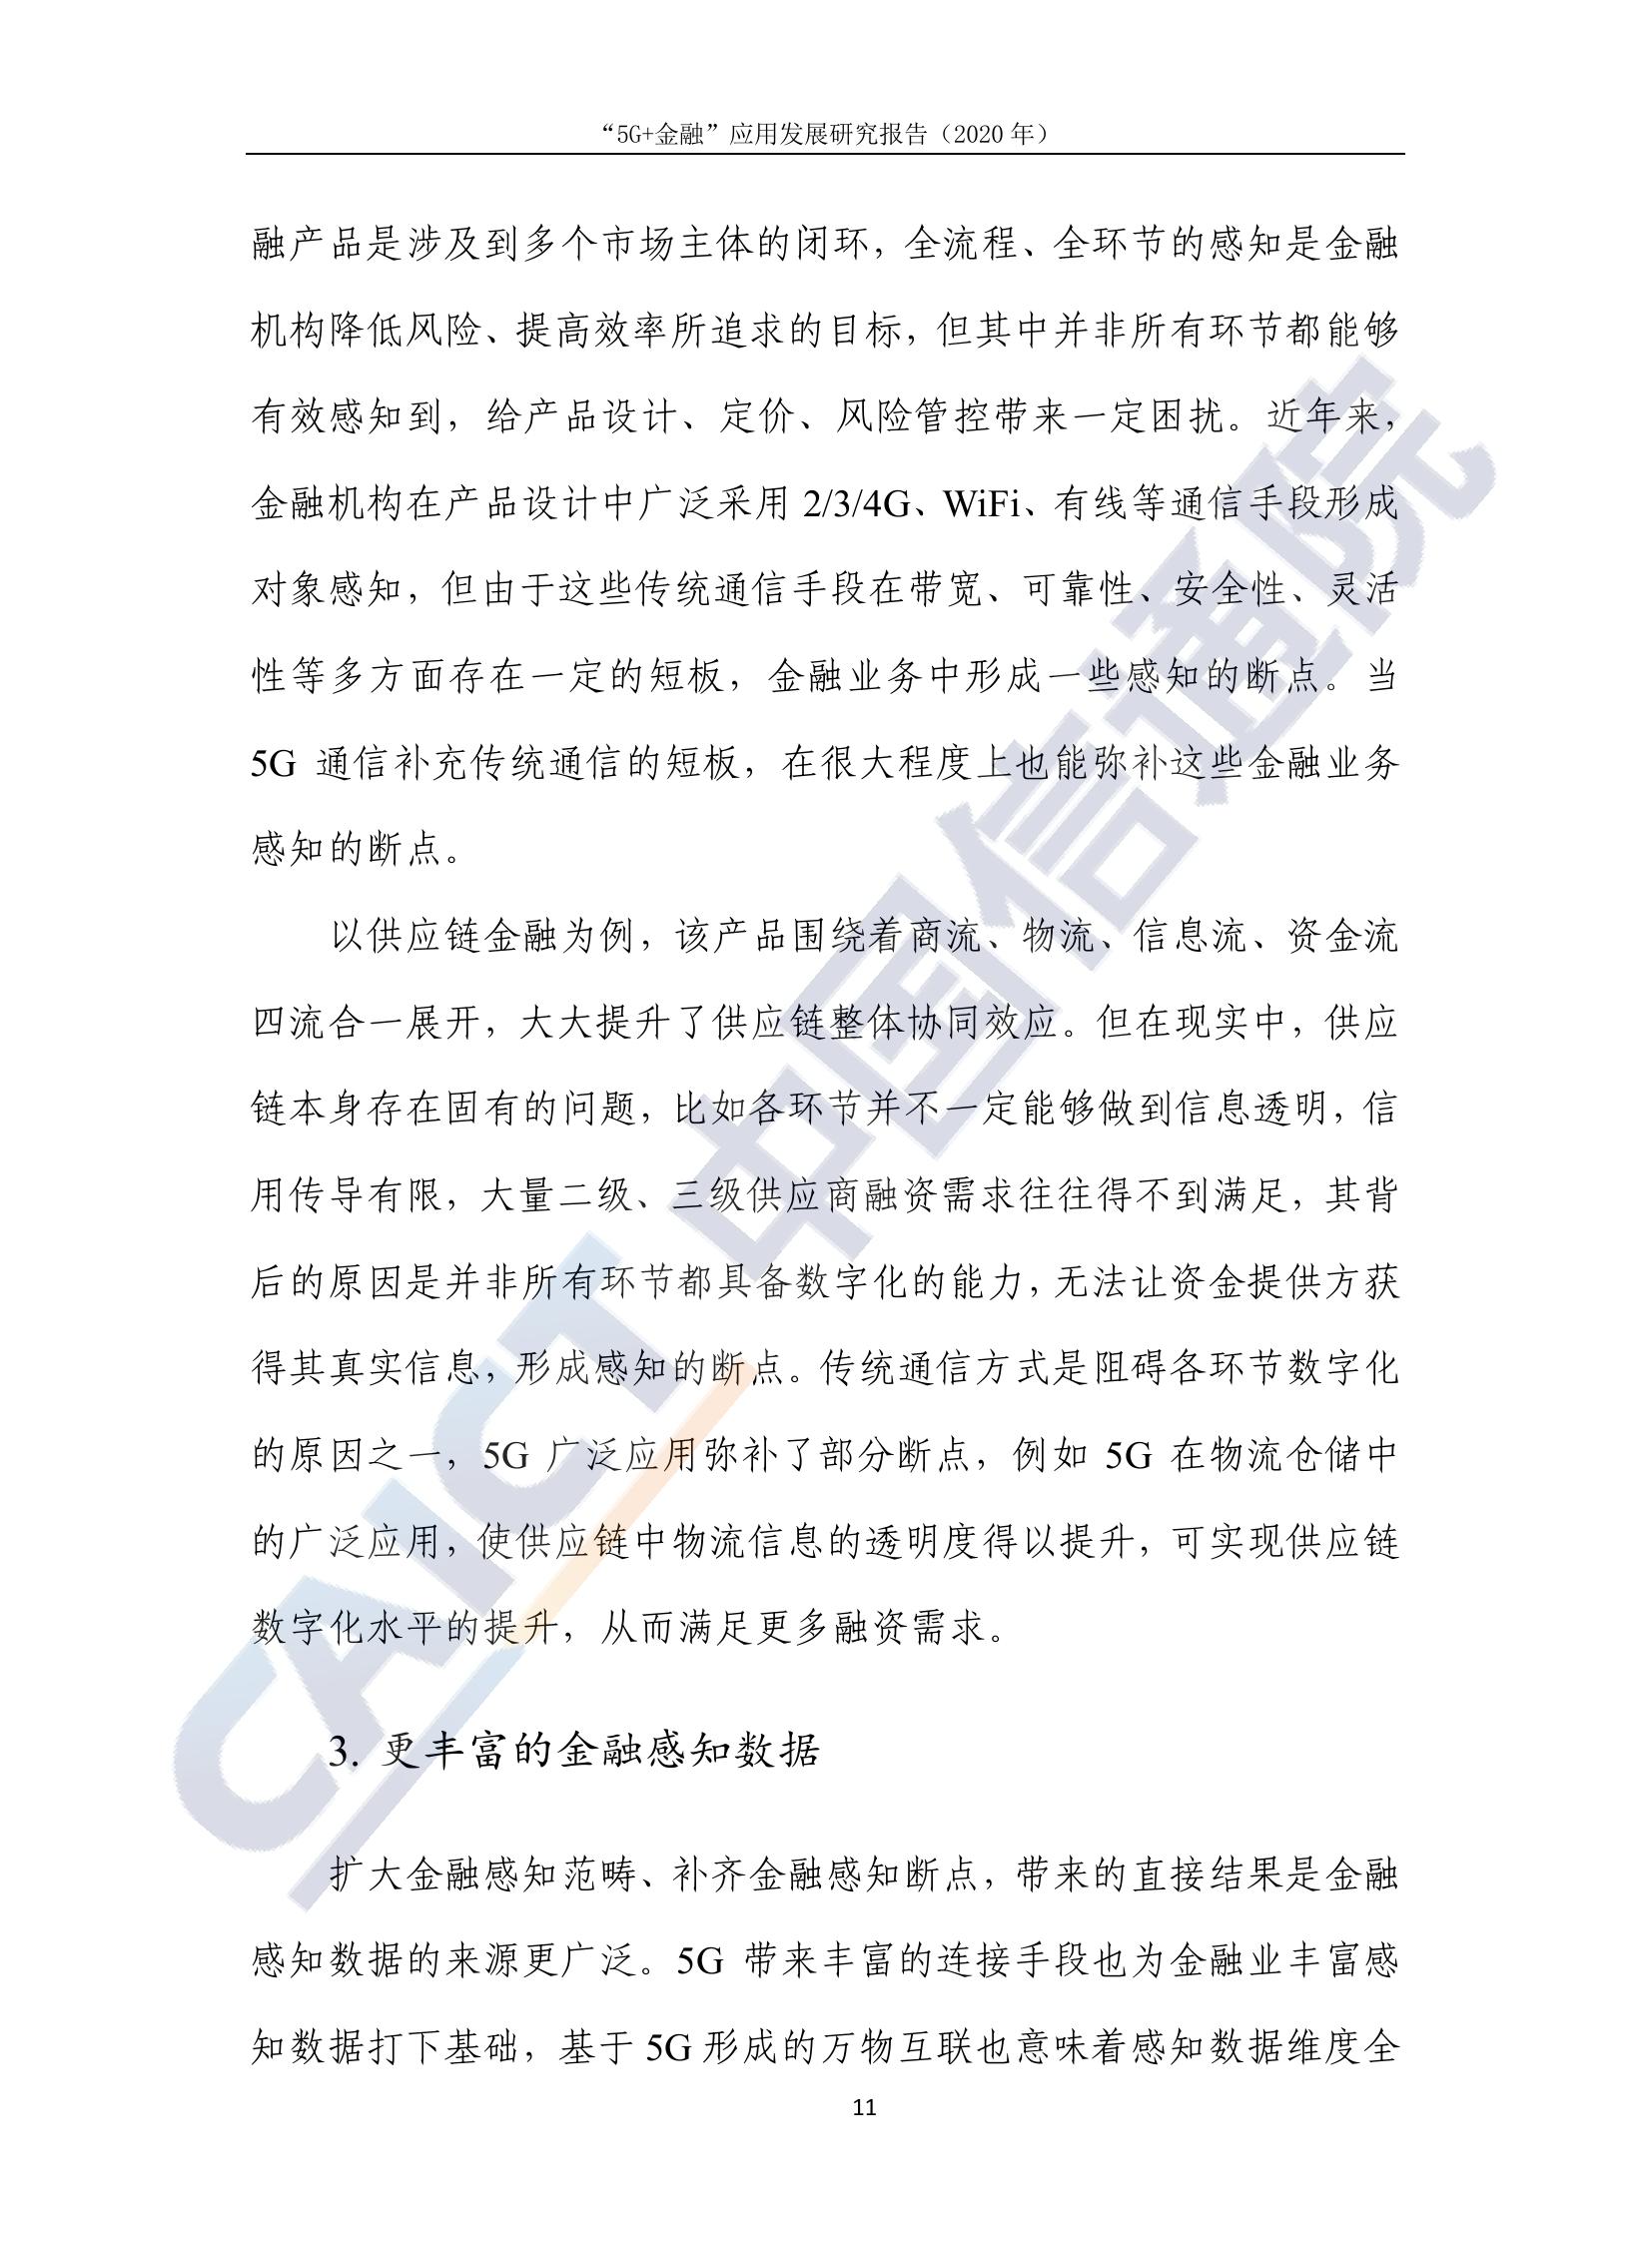 “5G+金融”应用发展研究报告（2020 年）
融产品是涉及到多个市场主体的闭环，全流程、全环节的感知是金融
机构降低风险、提高效率所追求的目标，但其中并非所有环节都能够
有效感知到，给产品设计、定价、风险管控带来一定困扰。近年来，
金融机构在产品设计中广泛采用 2/3/4G、WiFi、有线等通信手段形成
对象感知，但由于这些传统通信手段在带宽、可靠性、安全性、灵活
性等多方面存在一定的短板，金融业务中形成一些感知的断点。当
5G 通信补充传统通信的短板，在很大程度上也能弥补这些金融业务
感知的断点。
以供应链金融为例，该产品围绕着商流、物流、信息流、资金流
四流合一展开，大大提升了供应链整体协同效应。但在现实中，供应
链本身存在固有的问题，比如各环节并不一定能够做到信息透明，信
用传导有限，大量二级、三级供应商融资需求往往得不到满足，其背
后的原因是并非所有环节都具备数字化的能力，无法让资金提供方获
得其真实信息，形成感知的断点。传统通信方式是阻碍各环节数字化
的原因之一，5G 广泛应用弥补了部分断点，例如 5G 在物流仓储中
的广泛应用，使供应链中物流信息的透明度得以提升，可实现供应链
数字化水平的提升，从而满足更多融资需求。
3. 更丰富的金融感知数据
扩大金融感知范畴、补齐金融感知断点，带来的直接结果是金融
感知数据的来源更广泛。5G 带来丰富的连接手段也为金融业丰富感
知数据打下基础，基于 5G 形成的万物互联也意味着感知数据维度全
11
CAICT 中国信通院